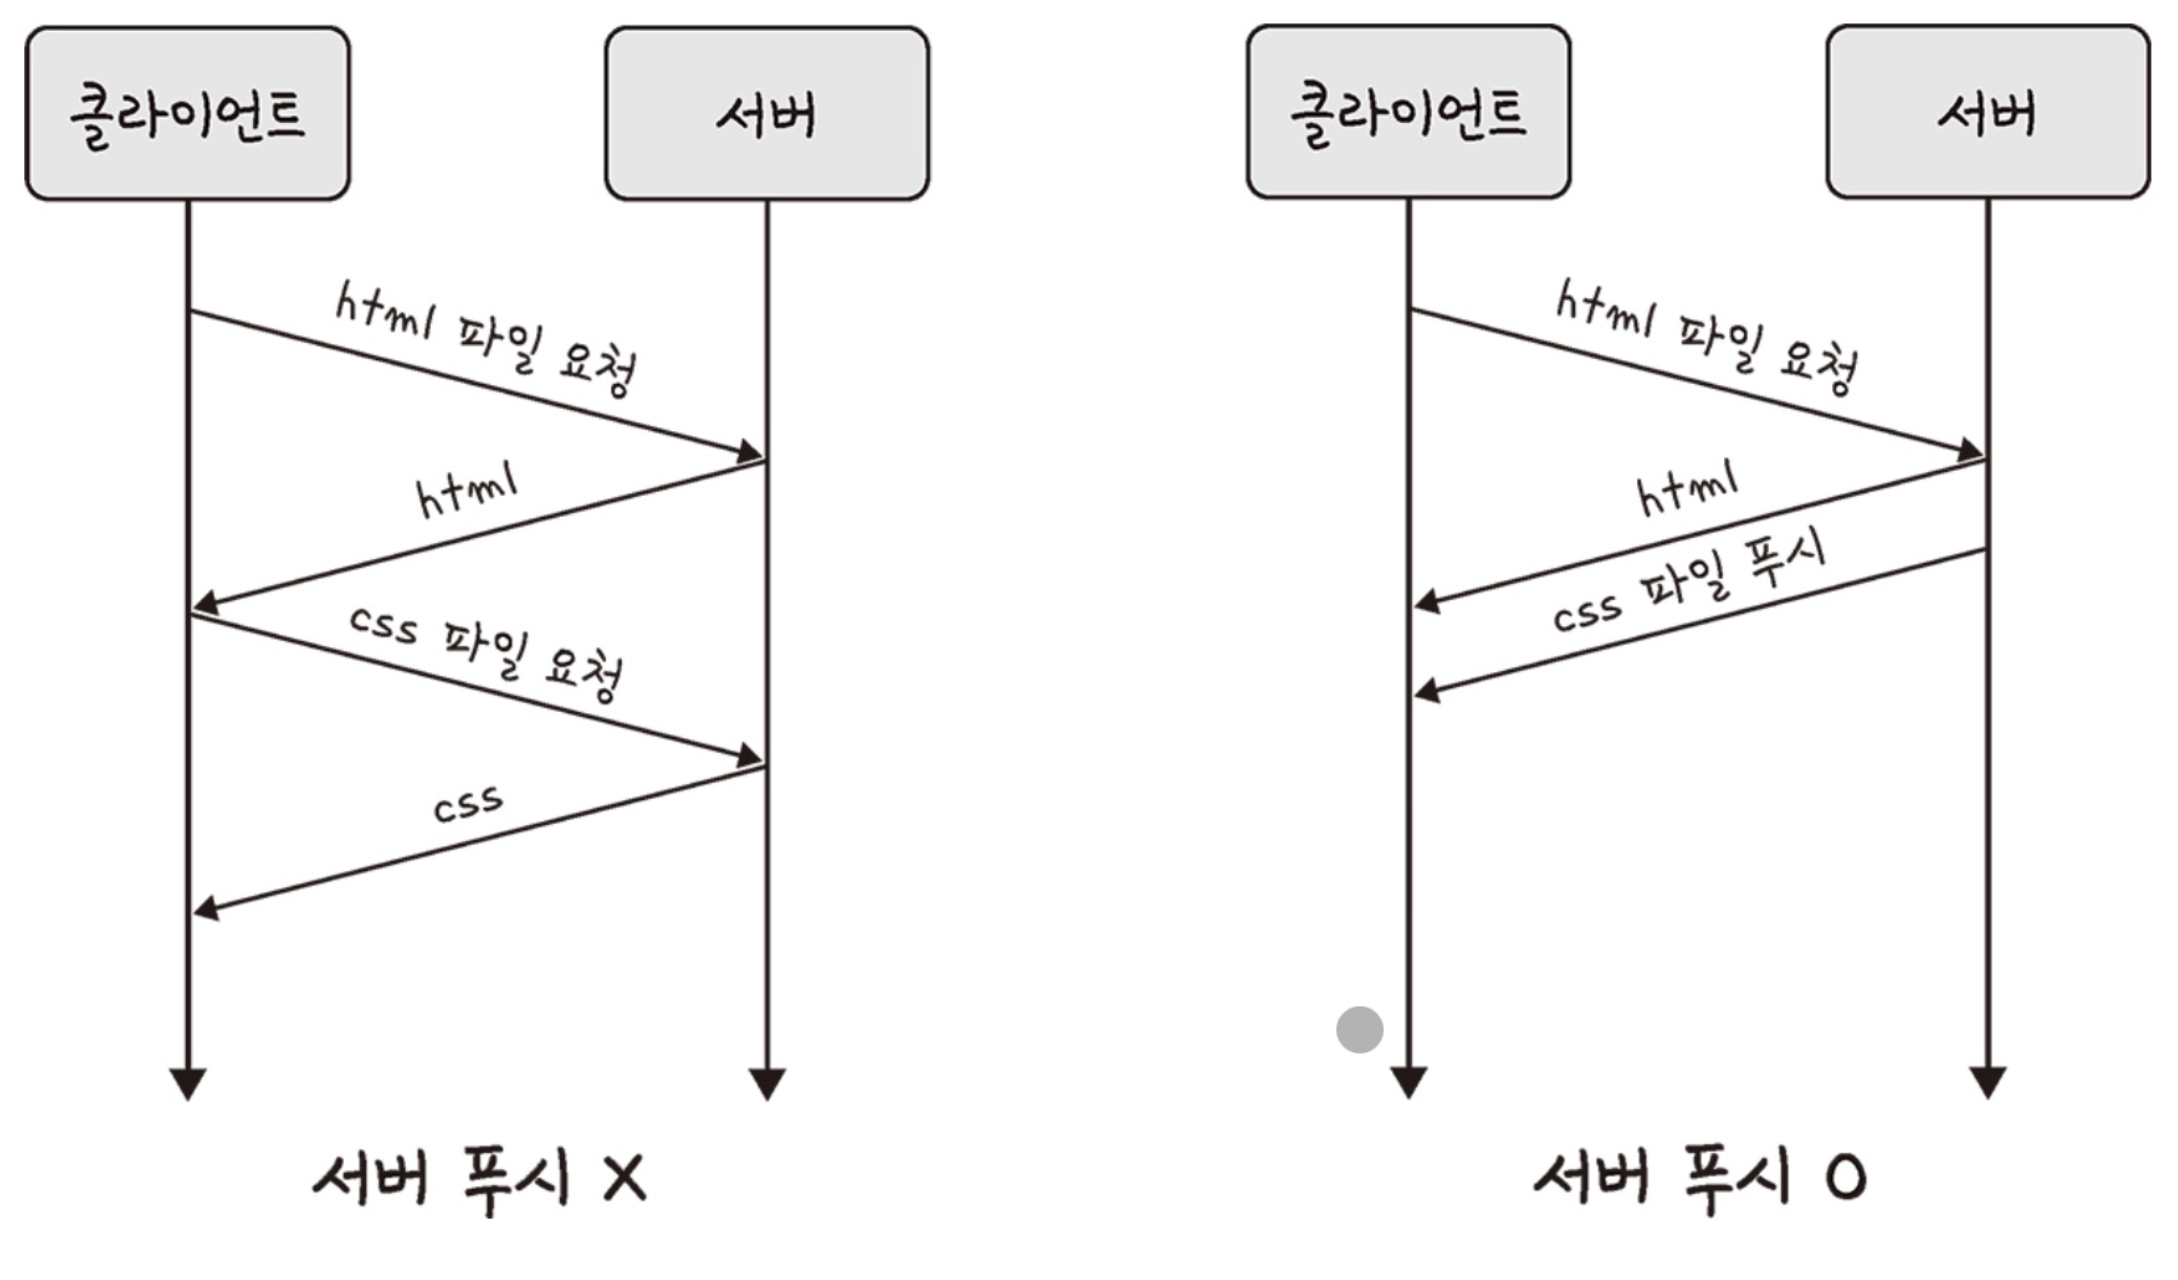 클라이언트
서버
html 파일 요청
html
css 파일 요청
css
서버 푸시 X
클라이언트
서버
html 파일 요청
html
css 파일 푸시
서버 푸시 O